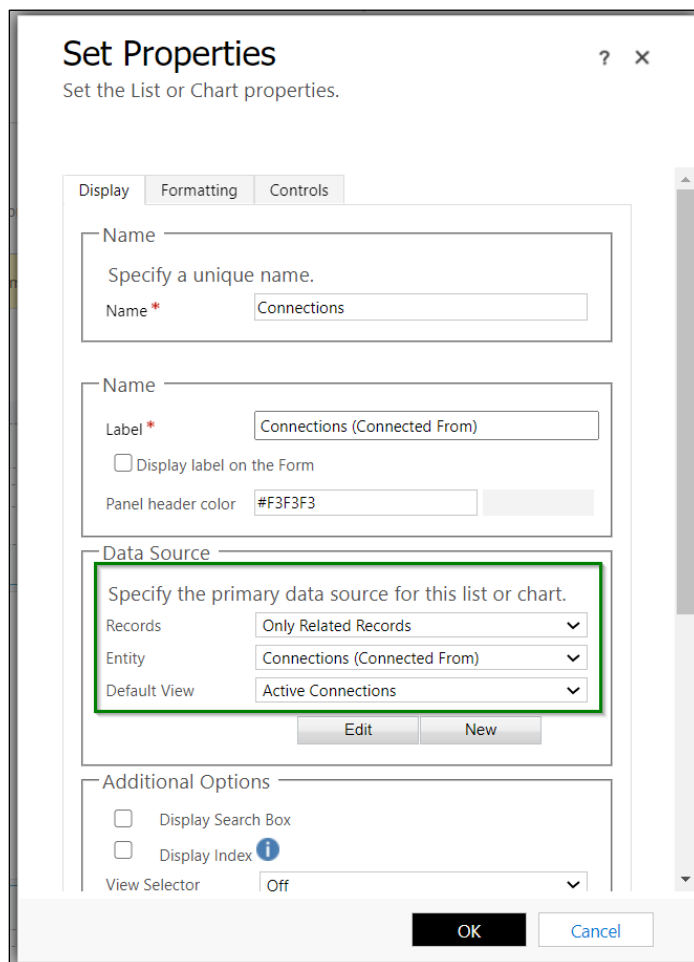 Set Properties
? ×
Set the List or Chart properties.
Display Formatting Controls
Name
Specify a unique name.
Name * Connections
Name
Label * Connections (Connected From)
Display label on the Form
Panel header color #F3F3F3
Data Source
Specify the primary data source for this list or chart.
Records Only Related Records
Entity Connections (Connected From)
Default View Active Connections
Edit New
Additional Options
Display Search Box
Display Index i
View Selector Off
OK Cancel